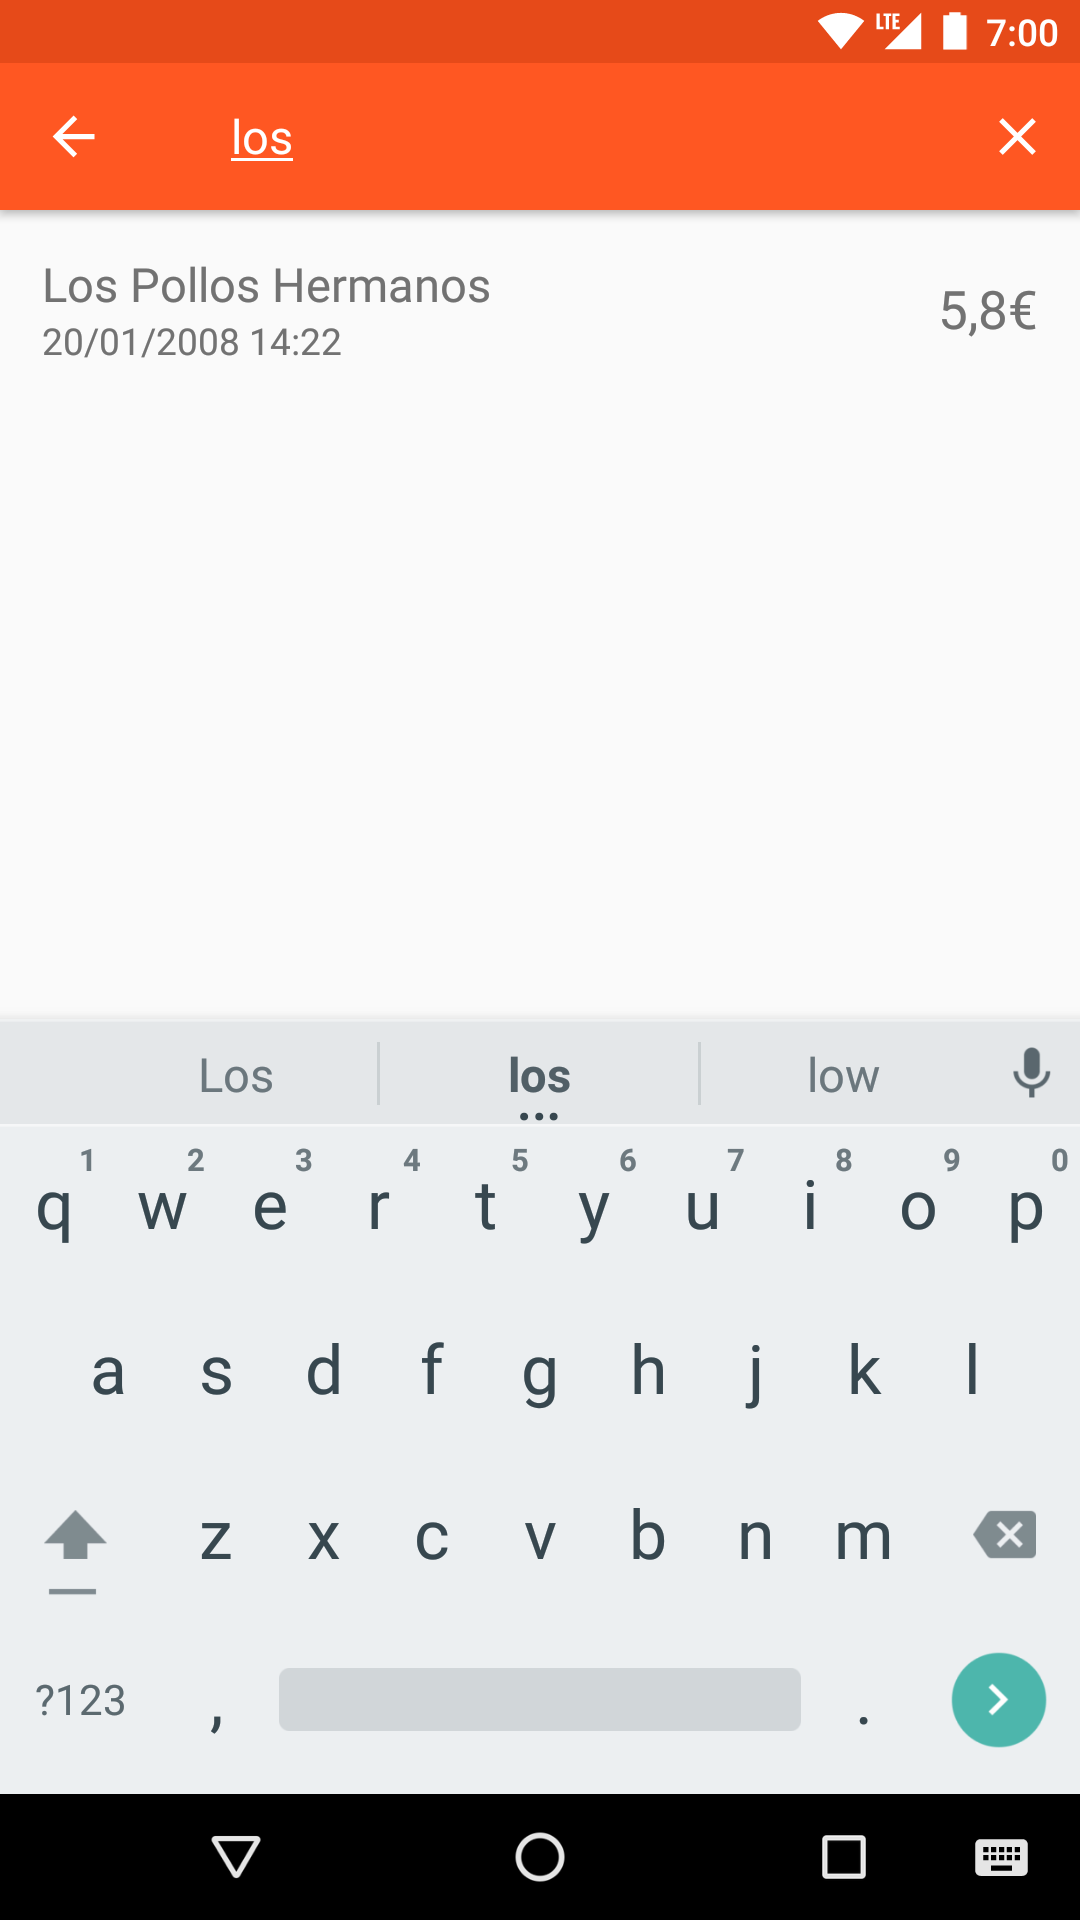 LTE 7:00
los
Los Pollos Hermanos
20/01/2008 14:22
5,8€
Los los low
1 2 3 4 5 6 7 8 9 0
q w e r t y u i o p
a s d f g h j k l
z x c v b n m
?123 , .